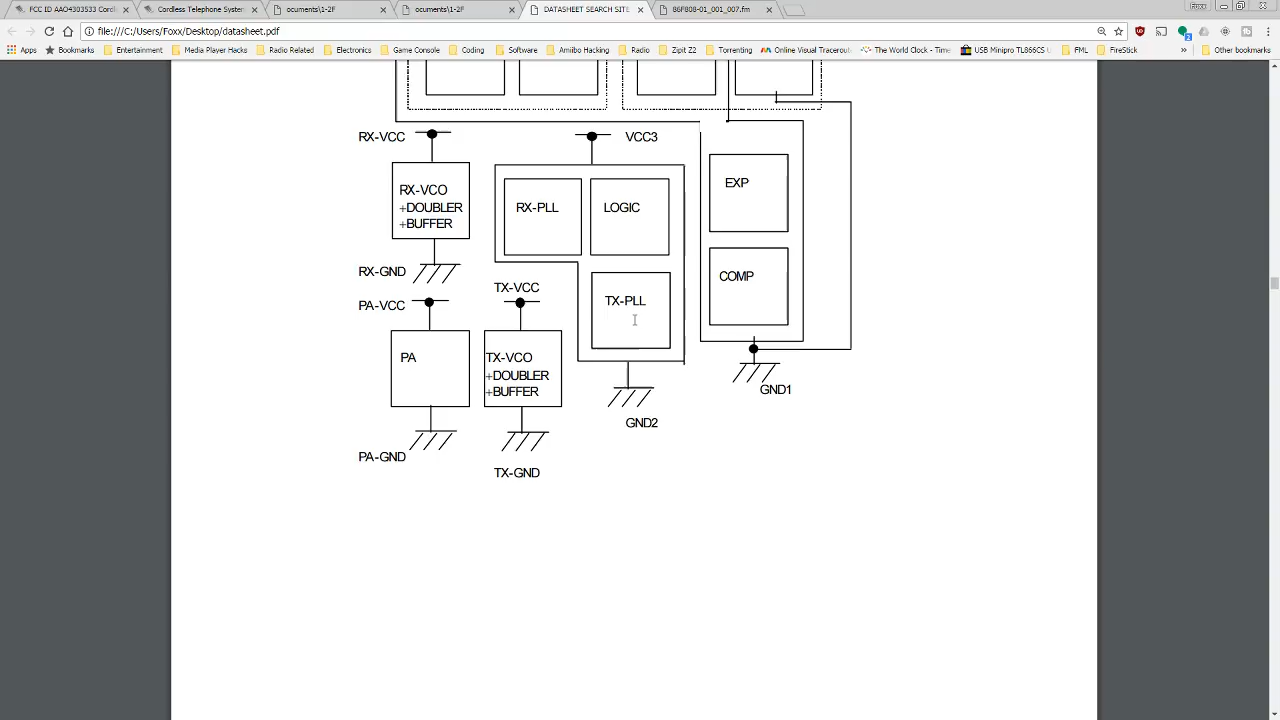 FCC ID AAO4303533 Cordl
Cordless Telephone System
ocuments\1-2F
ocuments\1-2F
DATASHEET SEARCH SITE
86F808-01_001_007.fm
Foxx
file:///C:/Users/Foxx/Desktop/datasheet.pdf
Apps
Bookmarks
Entertainment
Media Player Hacks
Radio Related
Electronics
Game Console
Coding
Software
Amiibo Hacking
Radio
Zipit Z2
Torrenting
Online Visual Tracerout
The World Clock - Time
USB Minipro TL866CS U
FML
FireStick
»
Other bookmarks
RX-VCC
VCC3
RX-VCO
+DOUBLER
+BUFFER
RX-PLL
LOGIC
EXP
RX-GND
COMP
PA-VCC
TX-VCC
TX-PLL
PA
TX-VCO
+DOUBLER
+BUFFER
GND1
GND2
PA-GND
TX-GND